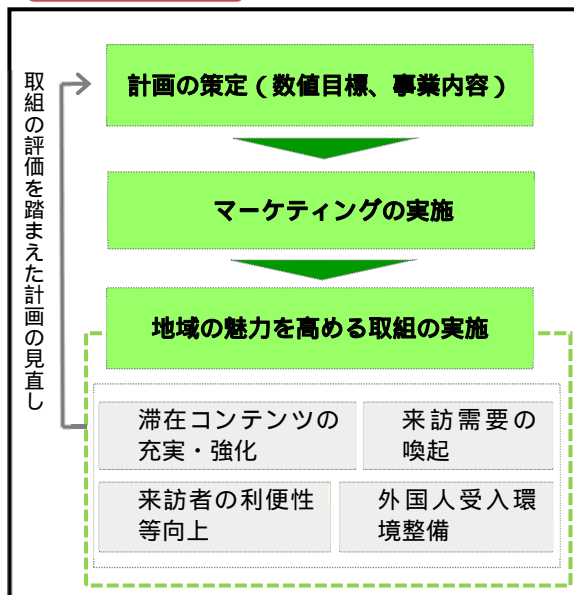 計画の策定(数値目標、事業内容)
マーケティングの実施
地域の魅力を高める取組の実施
滞在コンテンツの
充実・強化
来訪需要の
喚起
来訪者の利便性
等向上
外国人受入環
境整備
取組の評価を踏まえた計画の見直し